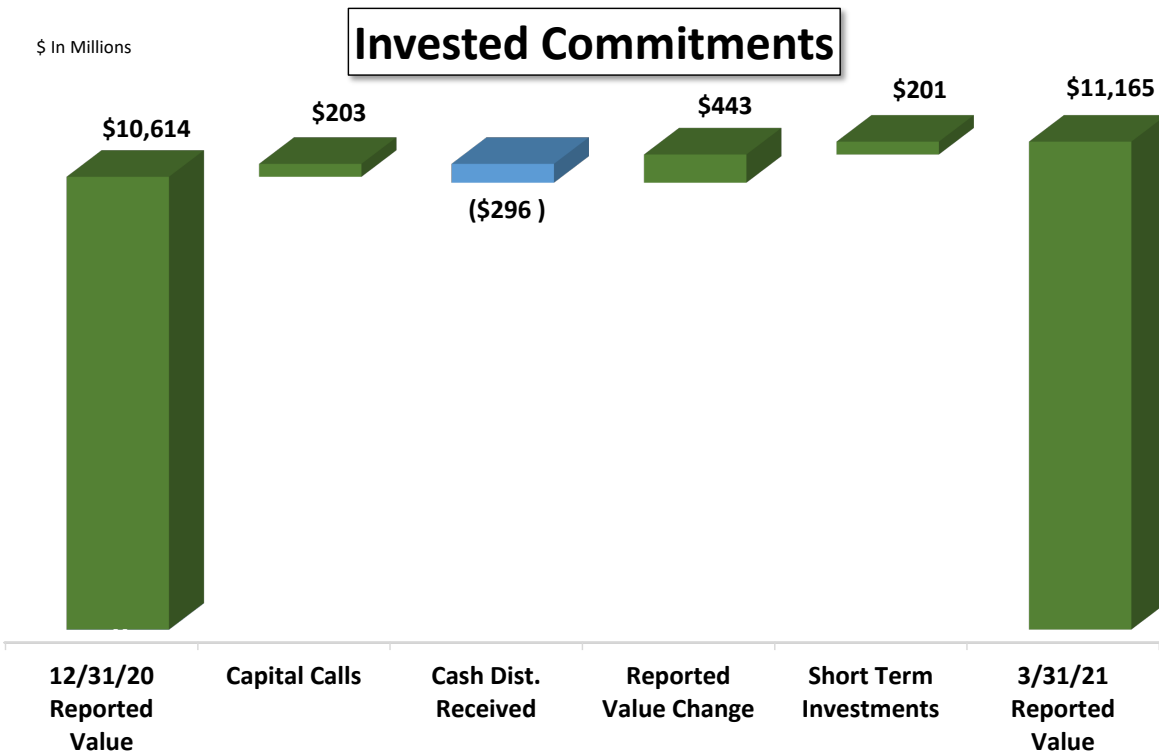 $ In Millions
Invested Commitments
$10,614
$203
($296 )
$443
$201
$11,165
12/31/20
Reported
Value
Capital Calls
Cash Dist.
Received
Reported
Value Change
Short Term
Investments
3/31/21
Reported
Value